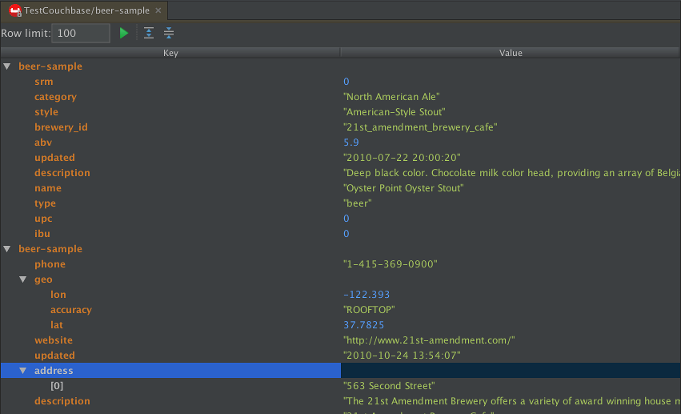 TestCouchbase/beer-sample
Row limit: 100
Key Value
beer-sample
srm 0
category "North American Ale"
style "American-Style Stout"
brewery_id "21st_amendment_brewery_cafe"
abv 5.9
updated "2010-07-22 20:00:20"
description "Deep black color. Chocolate milk color head, providing an array of Belgi
name "Oyster Point Oyster Stout"
type "beer"
upc 0
ibu 0
beer-sample
phone "1-415-369-0900"
geo
lon -122.393
accuracy "ROOFTOP"
lat 37.7825
website "http://www.21st-amendment.com/"
updated "2010-10-24 13:54:07"
address
[0] "563 Second Street"
description "The 21st Amendment Brewery offers a variety of award winning house